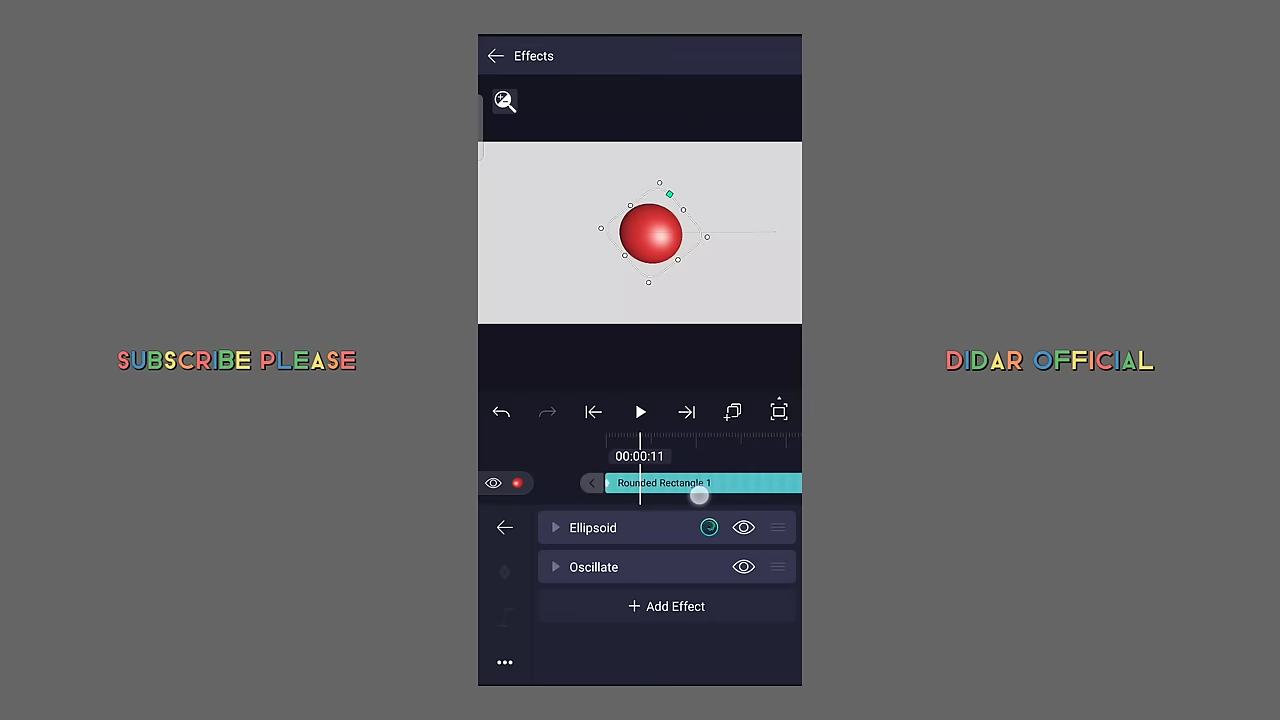 Effects
SUBSCRIBE PLEASE
DIDAR OFFICIAL
00:00:11
Rounded Rectangle 1
Ellipsoid
Oscillate
+ Add Effect